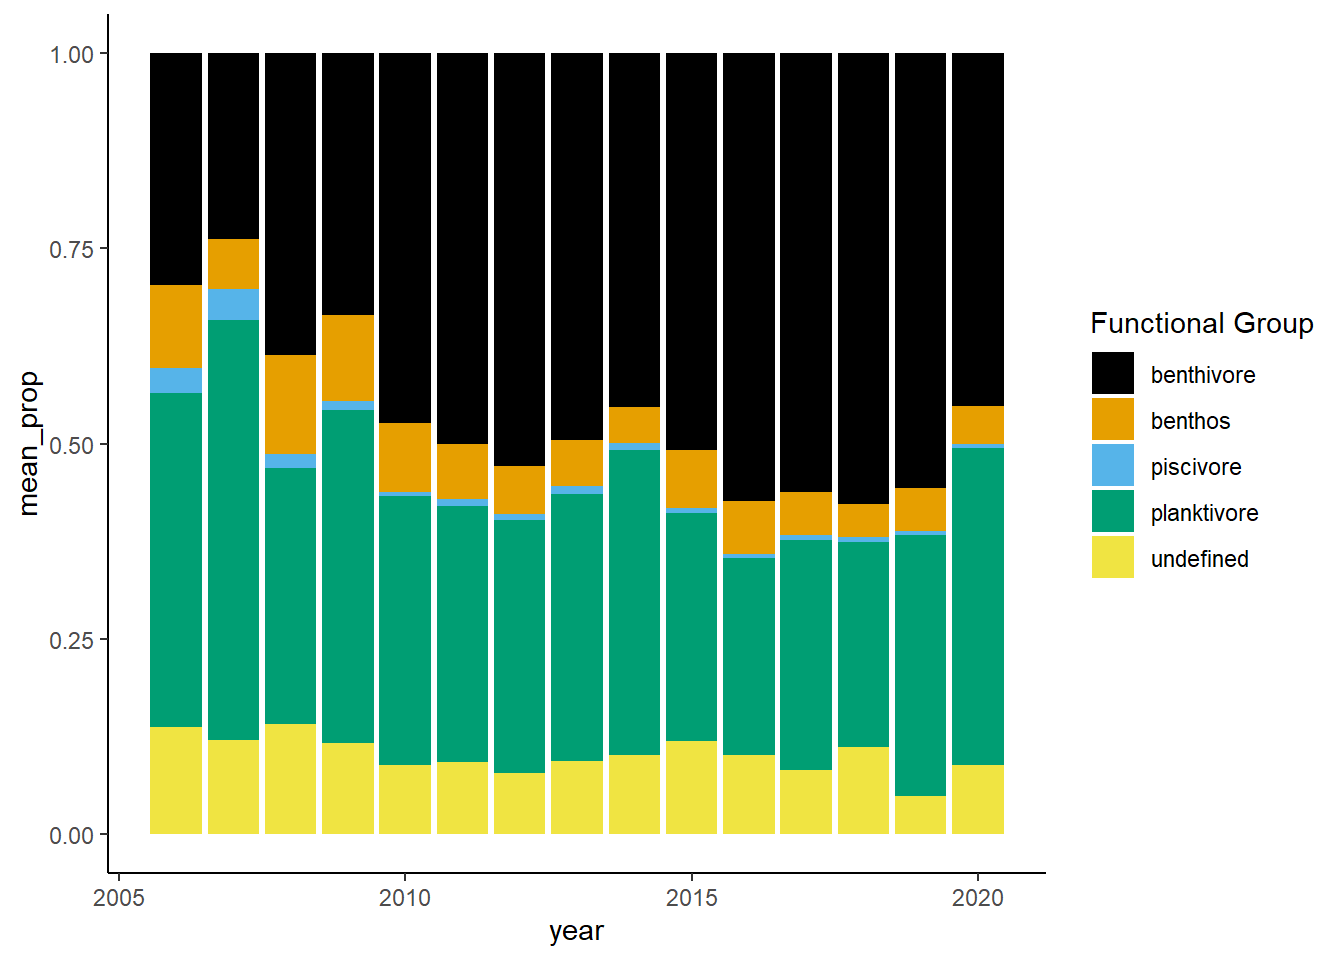 1.00
0.75
0.50
0.25
0.00
mean_prop
2005
2010
2015
2020
year
Functional Group
benthivore
benthos
piscivore
planktivore
undefined